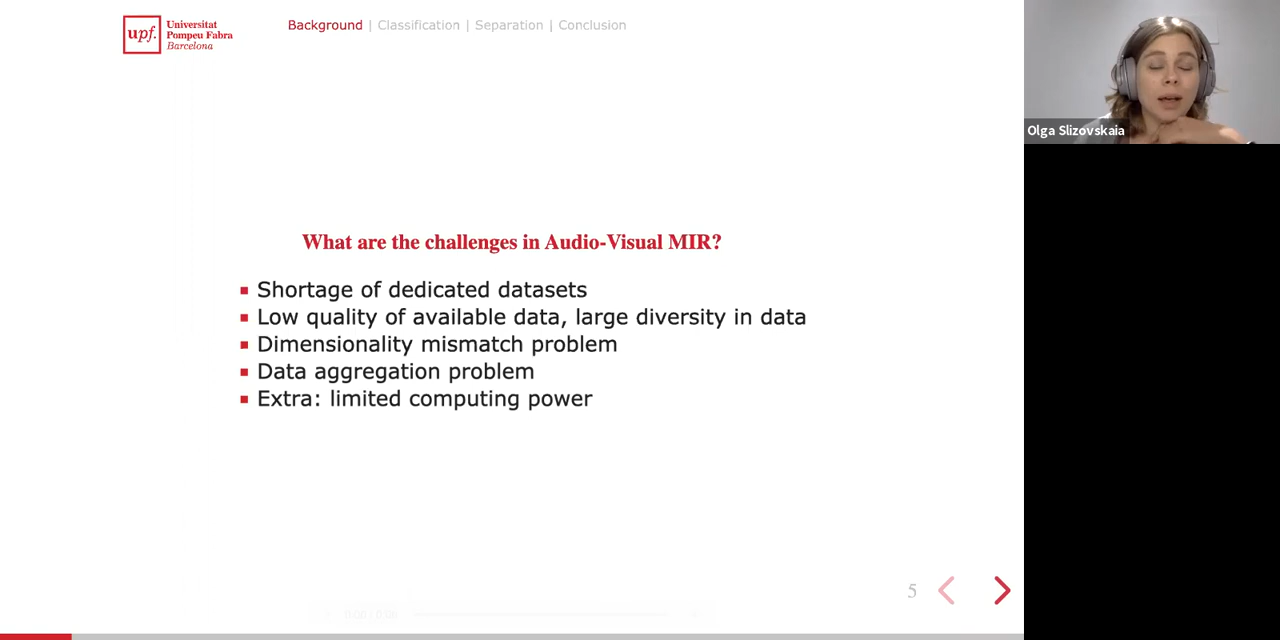 upf.
Universitat
Pompeu Fabra
Barcelona
Background | Classification | Separation | Conclusion
Olga Slizovskaia
What are the challenges in Audio-Visual MIR?
Shortage of dedicated datasets
Low quality of available data, large diversity in data
Dimensionality mismatch problem
Data aggregation problem
Extra: limited computing power
5